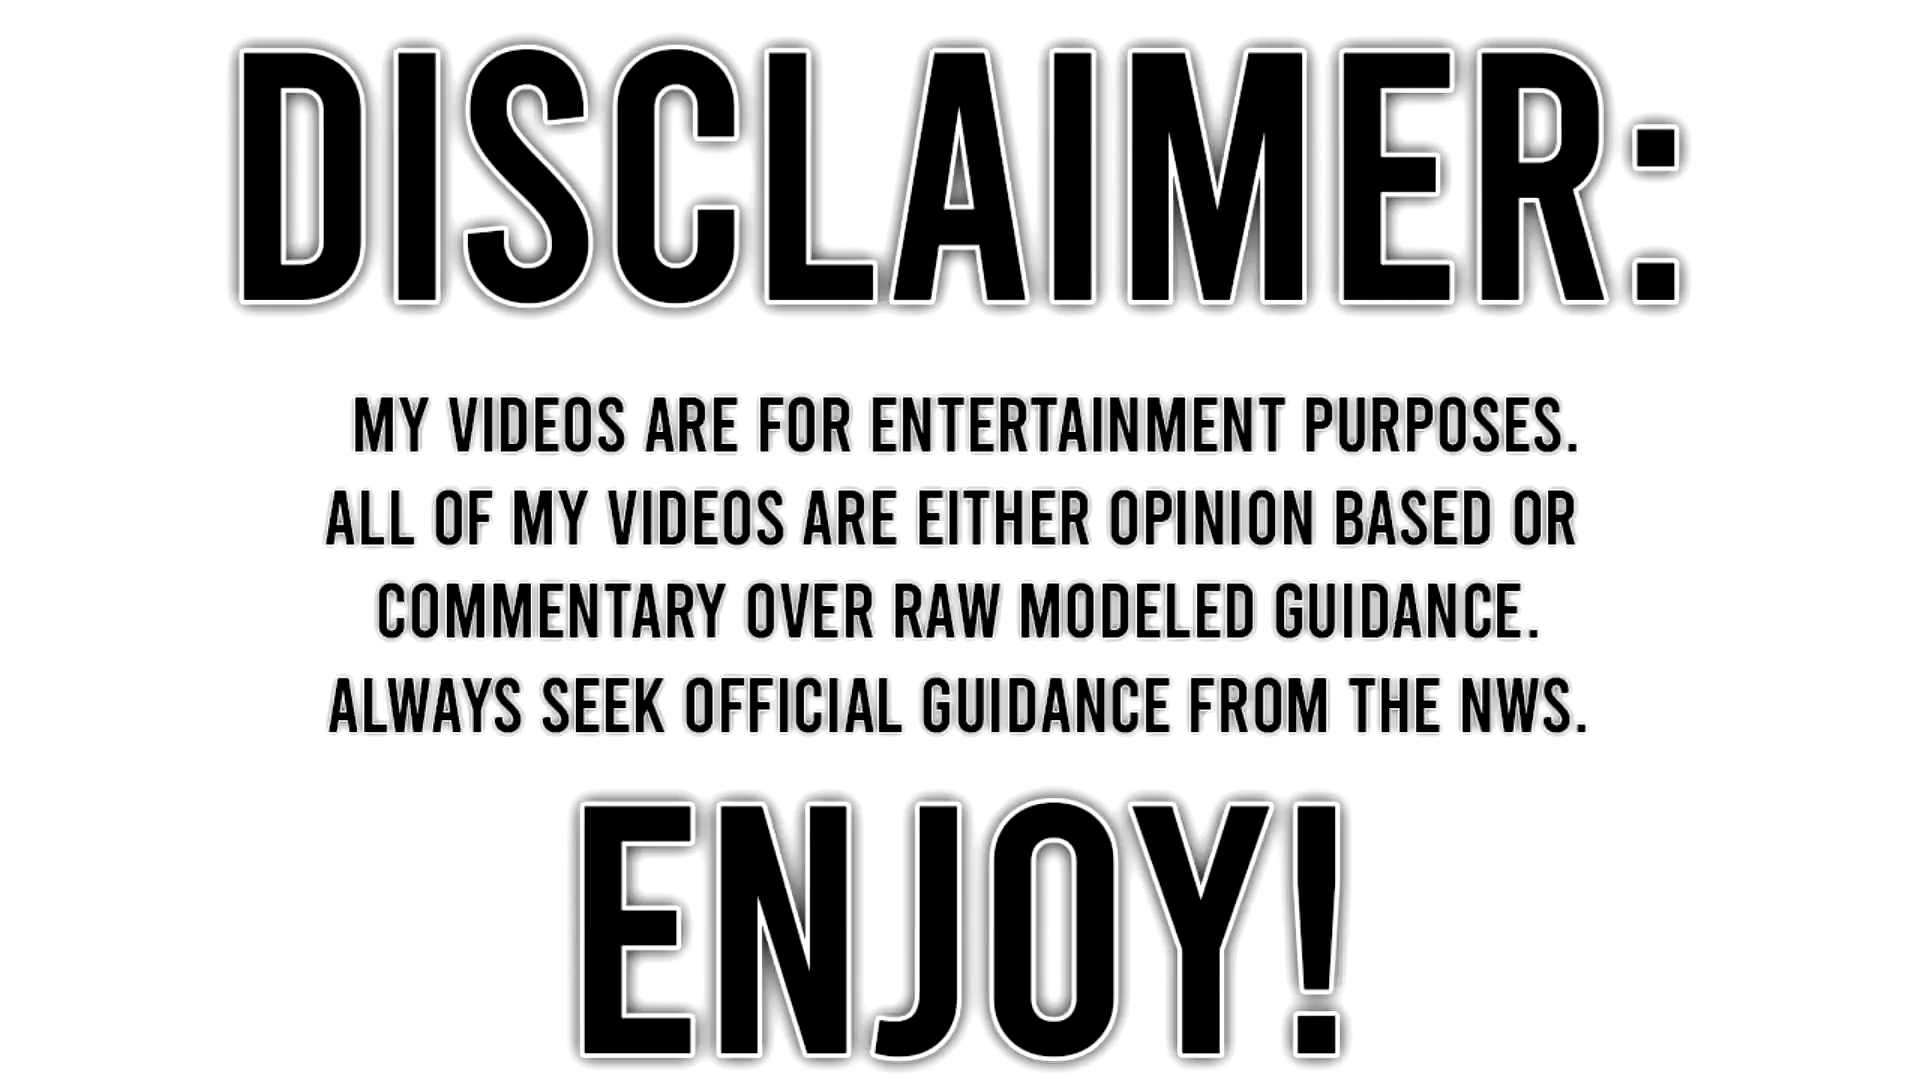 DISCLAIMER:
MY VIDEOS ARE FOR ENTERTAINMENT PURPOSES.
ALL OF MY VIDEOS ARE EITHER OPINION BASED OR
COMMENTARY OVER RAW MODELED GUIDANCE.
ALWAYS SEEK OFFICIAL GUIDANCE FROM THE NWS.
ENJOY!